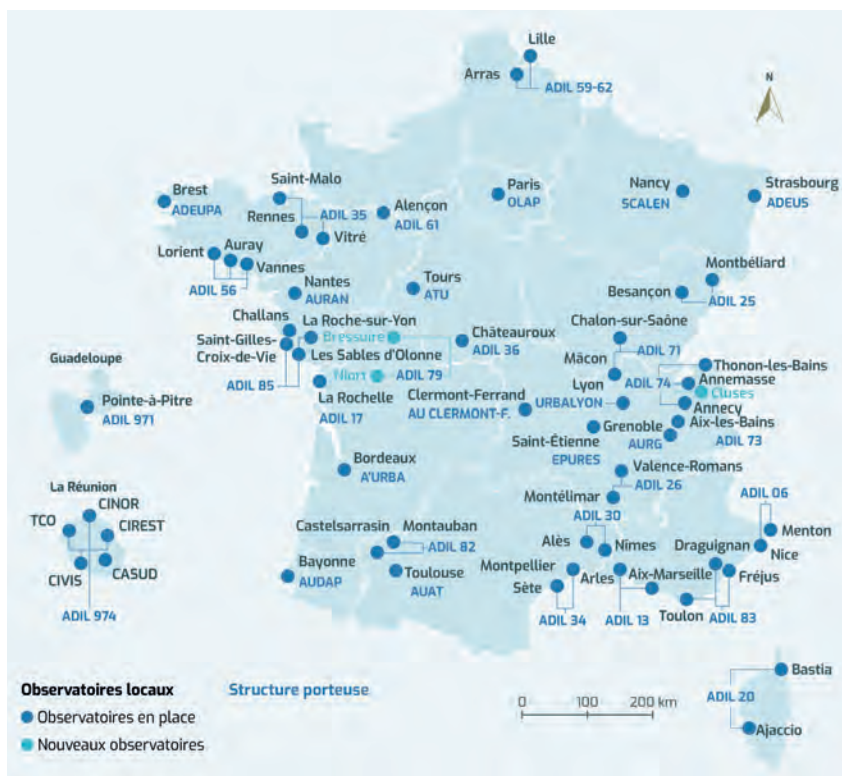 Lille
Arras
ADIL 59-62
N
Saint-Malo
Brest
ADEUPA
Rennes
ADIL 35
Vitré
Alençon
ADIL 61
Paris
OLAP
Nancy
SCALEN
Strasbourg
ADEUS
Lorient
Auray
Vannes
ADIL 56
Nantes
AURAN
Tours
ATU
Montbéliard
Besançon
ADIL 25
Challans
La Roche-sur-Yon
Bressuire
Saint-Gilles-
Croix-de-Vie
Les Sables d'Olonne
ADIL 85
Niort
ADIL 79
La Rochelle
ADIL 17
Châteauroux
ADIL 36
Chalon-sur-Saône
ADIL 71
Mâcon
Thonon-les-Bains
Annemasse
Cluses
ADIL 74
Annecy
Lyon
URBALYON
Clermont-Ferrand
AU CLERMONT-F.
Grenoble
AURG
Aix-les-Bains
ADIL 73
Saint-Étienne
EPURES
Guadeloupe
Pointe-à-Pitre
ADIL 971
Bordeaux
A'URBA
Valence-Romans
ADIL 26
Montélimar
ADIL 30
ADIL 06
La Réunion
CINOR
TCO
CIREST
CIVIS
CASUD
ADIL 974
Castelsarrasin
Montauban
ADIL 82
Bayonne
AUDAP
Toulouse
AUAT
Alès
Nîmes
Menton
Nice
Draguignan
Fréjus
Montpellier
Sète
ADIL 34
Arles
Aix-Marseille
ADIL 13
Toulon
ADIL 83
Bastia
ADIL 20
Ajaccio
Observatoires locaux
Structure porteuse
Observatoires en place
Nouveaux observatoires
0 100 200 km